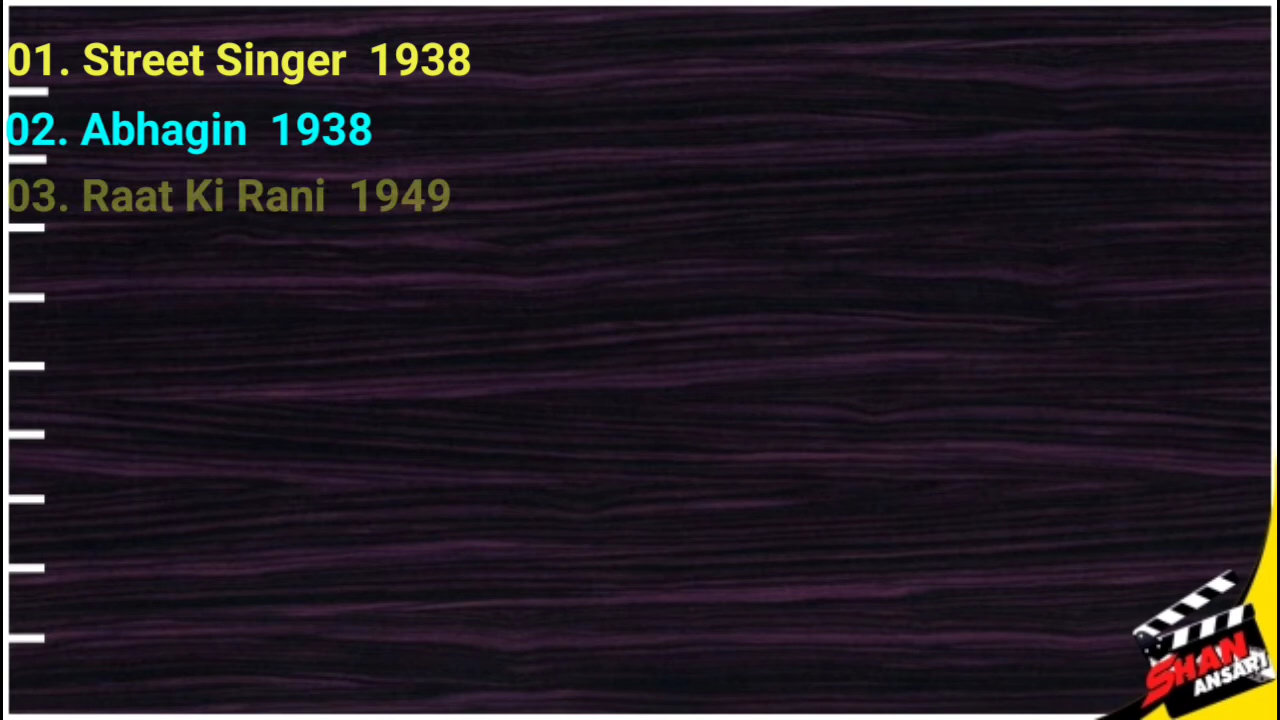 01. Street Singer 1938
02. Abhagin 1938
03. Raat Ki Rani 1949
SHAN
ANSARI